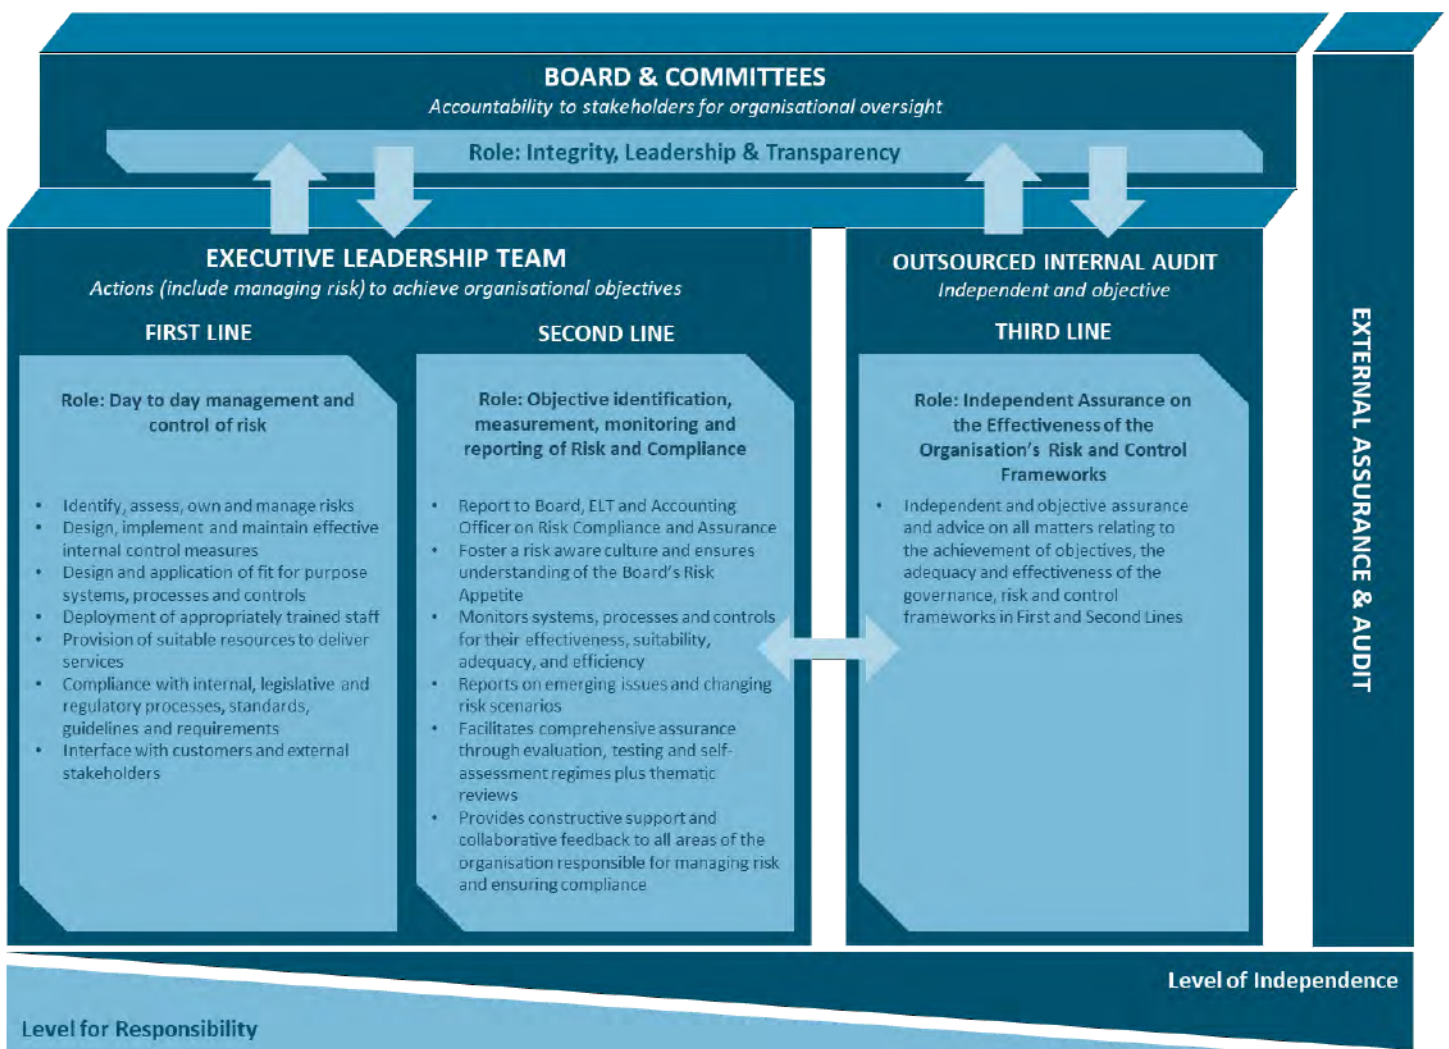 BOARD & COMMITTEES
Accountability to stakeholders for organisational oversight
Role: Integrity, Leadership & Transparency
EXECUTIVE LEADERSHIP TEAM
Actions (include managing risk) to achieve organisational objectives
FIRST LINE
Role: Day to day management and
control of risk
• Identify, assess, own and manage risks
• Design, implement and maintain effective
internal control measures
• Design and application of fit for purpose
systems, processes and controls
• Deployment of appropriately trained staff
• Provision of suitable resources to deliver
services
• Compliance with internal, legislative and
regulatory processes, standards,
guidelines and requirements
• Interface with customers and external
stakeholders
SECOND LINE
Role: Objective identification,
measurement, monitoring and
reporting of Risk and Compliance
• Report to Board, ELT and Accounting
Officer on Risk Compliance and Assurance
• Foster a risk aware culture and ensures
understanding of the Board's Risk
Appetite
• Monitors systems, processes and controls
for their effectiveness, suitability,
adequacy, and efficiency
• Reports on emerging issues and changing
risk scenarios
• Facilitates comprehensive assurance
through evaluation, testing and self-
assessment regimes plus thematic
reviews
• Provides constructive support and
collaborative feedback to all areas of the
organisation responsible for managing risk
and ensuring compliance
OUTSOURCED INTERNAL AUDIT
Independent and objective
THIRD LINE
Role: Independent Assurance on
the Effectiveness of the
Organisation's Risk and Control
Frameworks
• Independent and objective assurance
and advice on all matters relating to
the achievement of objectives, the
adequacy and effectiveness of the
governance, risk and control
frameworks in First and Second Lines
EXTERNAL ASSURANCE & AUDIT
Level of Independence
Level for Responsibility